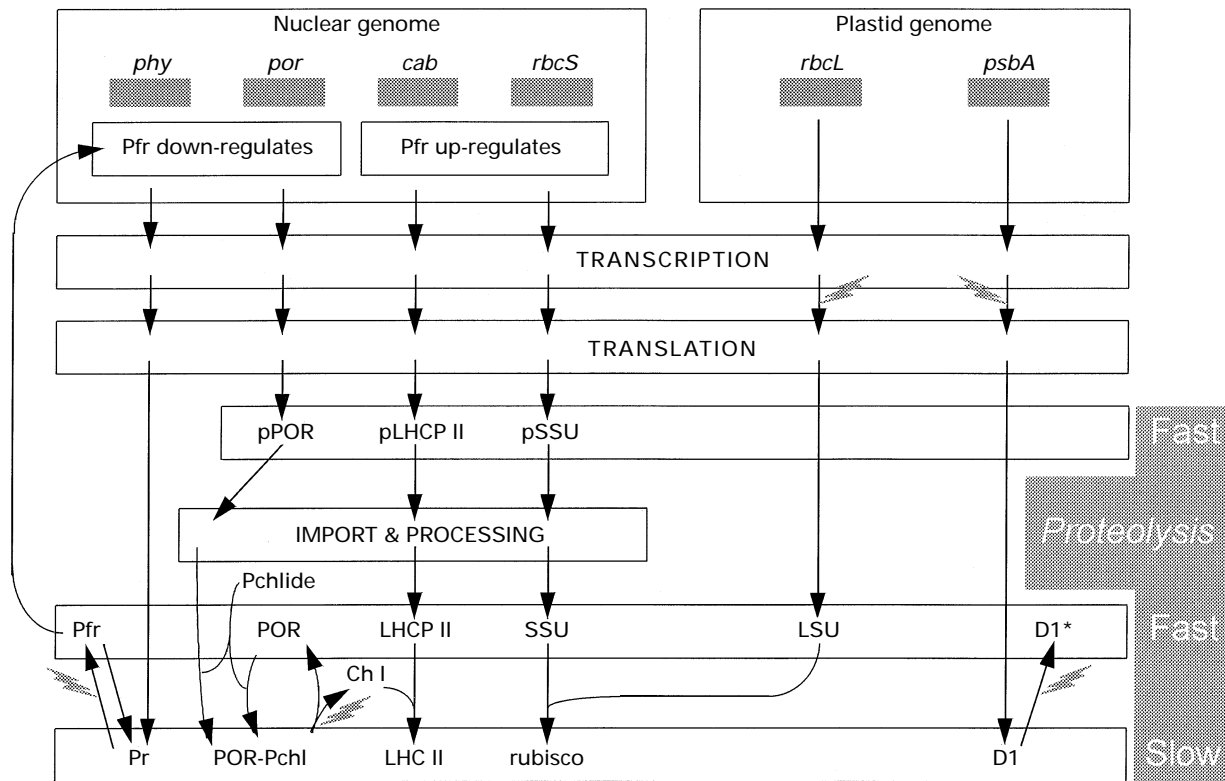 Nuclear genome
Plastid genome
phy por cab rbcS rbcL psbA
Pfr down-regulates
Pfr up-regulates
TRANSCRIPTION
TRANSLATION
pPOR pLHCP II pSSU
Fast
IMPORT & PROCESSING
Proteolysis
Pchlide
Pfr POR LHCP II SSU LSU D1*
Fast
Ch l
Pr POR-Pchl LHC II rubisco D1
Slow